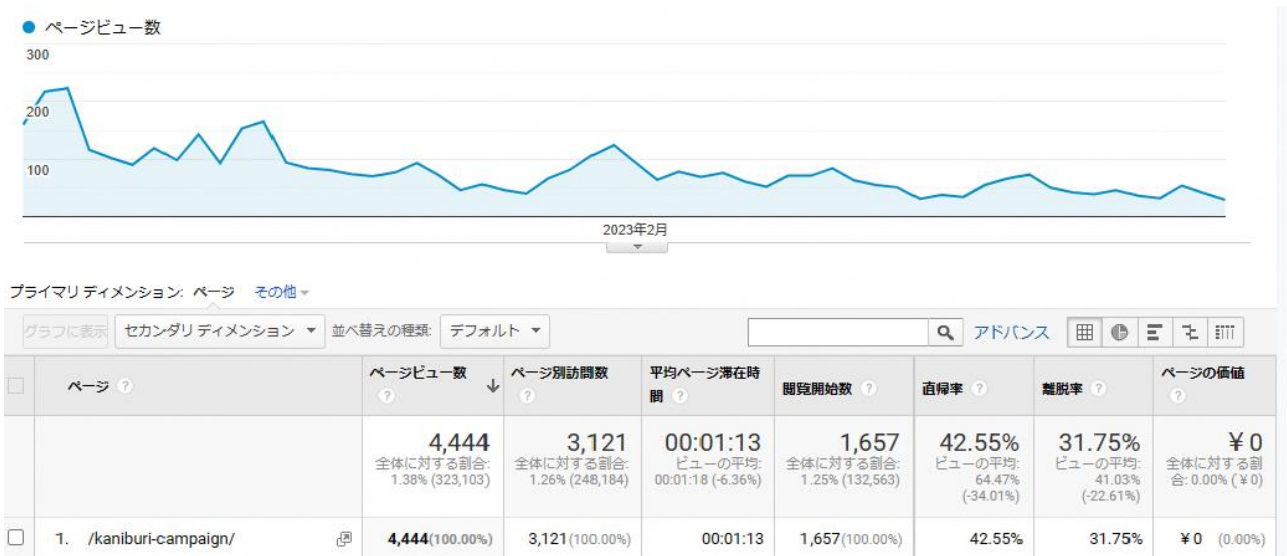 ページビュー数
300
200
100
2023年2月
プライマリ ディメンション: ページ その他
グラフに表示 セカンダリ ディメンション 並べ替えの種類: デフォルト アドバンス
ページ ? ページビュー数 ? ページ別訪問数 ? 平均ページ滞在時間 ? 閲覧開始数 ? 直帰率 ? 離脱率 ? ページの価値 ?
4,444 3,121 00:01:13 1,657 42.55% 31.75% ¥0
全体に対する割合: 1.38% (323,103) 全体に対する割合: 1.26% (248,184) ビューの平均: 00:01:18 (-6.36%) 全体に対する割合: 1.25% (132,563) ビューの平均: 64.47% (-34.01%) ビューの平均: 41.03% (-22.61%) 全体に対する割合: 0.00% (¥0)
1. /kaniburi-campaign/ 4,444(100.00%) 3,121(100.00%) 00:01:13 1,657(100.00%) 42.55% 31.75% ¥0 (0.00%)